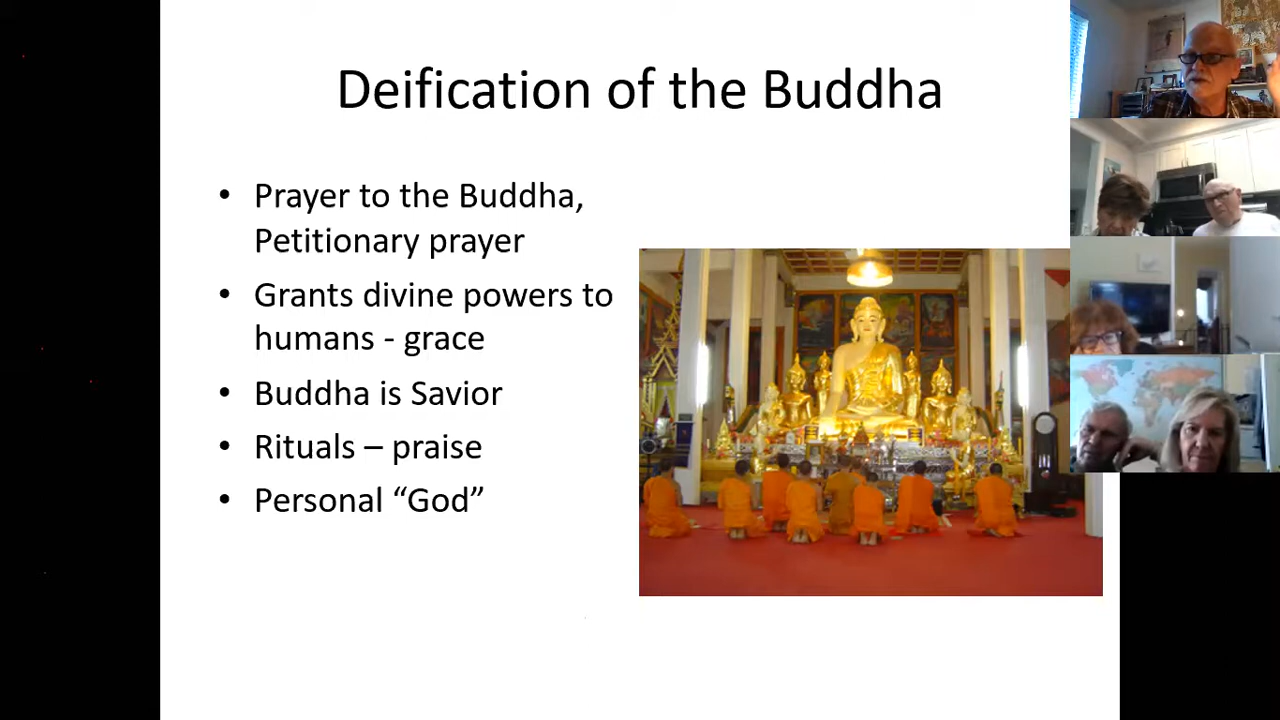 Deification of the Buddha
• Prayer to the Buddha,
Petitionary prayer
• Grants divine powers to
humans - grace
• Buddha is Savior
• Rituals – praise
• Personal “God”